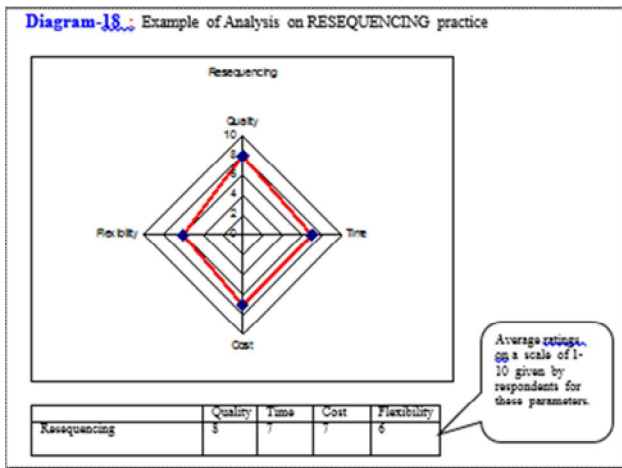 Diagram-18 : Example of Analysis on RESEQUENCING practice
Resequencing
Quality
10
8
6
4
2
0
Flexibility
Time
Cost
Average ratings
on a scale of 1-
10 given by
respondents for
these parameters.
Quality Time Cost Flexibility
Resequencing 8 7 7 6